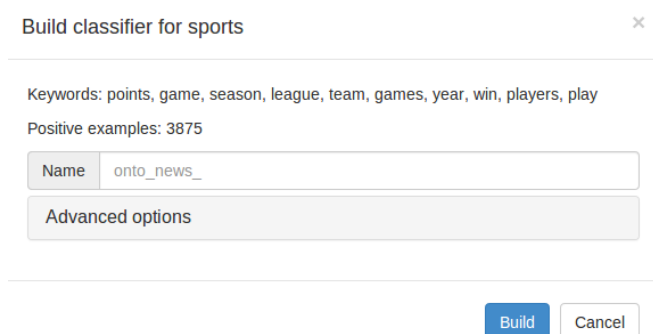 Build classifier for sports ×
Keywords: points, game, season, league, team, games, year, win, players, play
Positive examples: 3875
Name onto_news_
Advanced options
Build Cancel